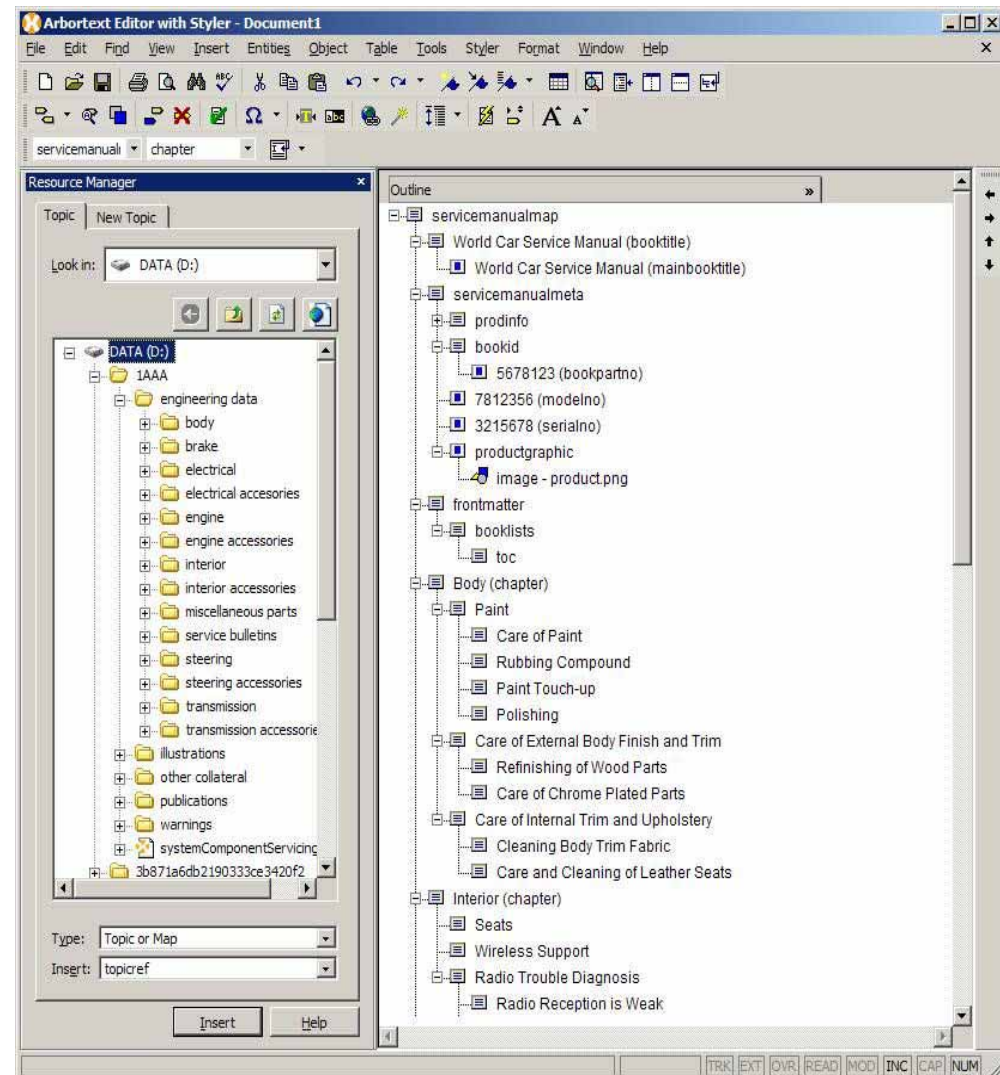 Arbortext Editor with Styler - Document1
File Edit Find View Insert Entities Object Table Tools Styler Format Window Help
servicemanual chapter
Resource Manager
Topic New Topic
Look in: DATA (D:)
DATA (D:)
1AAA
engineering data
body
brake
electrical
electrical accesories
engine
engine accessories
interior
interior accessories
miscellaneous parts
service bulletins
steering
steering accessories
transmission
transmission accessorie
illustrations
other collateral
publications
warnings
systemComponentServicing
3b871a6db2190333ce3420f2
Type: Topic or Map
Insert: topicref
Insert Help
Outline »
servicemanualmap
World Car Service Manual (booktitle)
World Car Service Manual (mainbooktitle)
servicemanualmeta
prodinfo
bookid
5678123 (bookpartno)
7812356 (modelno)
3215678 (serialno)
productgraphic
image - product.png
frontmatter
booklists
toc
Body (chapter)
Paint
Care of Paint
Rubbing Compound
Paint Touch-up
Polishing
Care of External Body Finish and Trim
Refinishing of Wood Parts
Care of Chrome Plated Parts
Care of Internal Trim and Upholstery
Cleaning Body Trim Fabric
Care and Cleaning of Leather Seats
Interior (chapter)
Seats
Wireless Support
Radio Trouble Diagnosis
Radio Reception is Weak
TRK EXT OVR READ MOD INC CAP NUM